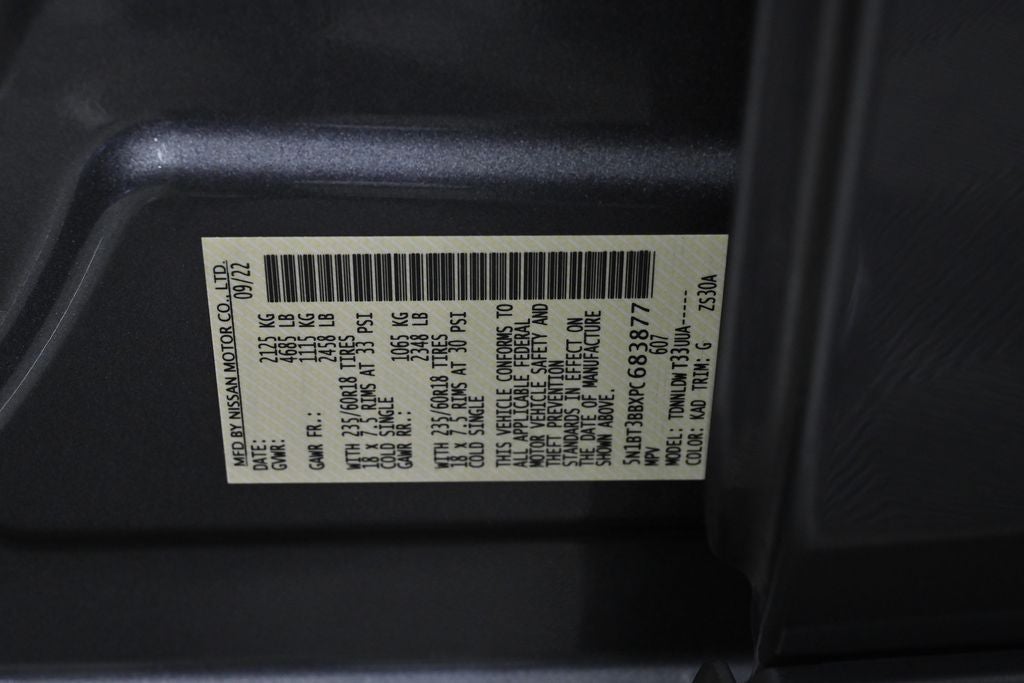 MFD BY NISSAN MOTOR CO., LTD.
DATE: 09/22
GVWR: 2125 KG
4685 LB
GAWR FR.: 1115 KG
2458 LB
WITH 235/60R18 TIRES
18 X 7.5 RIMS AT 33 PSI
COLD SINGLE
GAWR RR.: 1065 KG
2348 LB
WITH 235/60R18 TIRES
18 X 7.5 RIMS AT 30 PSI
COLD SINGLE
THIS VEHICLE CONFORMS TO
ALL APPLICABLE FEDERAL
MOTOR VEHICLE SAFETY AND
THEFT PREVENTION
STANDARDS IN EFFECT ON
THE DATE OF MANUFACTURE
SHOWN ABOVE.
5N1BT3BBXPC683877
MPV 607
MODEL: TDNNLDW T33UUA------
COLOR: KAD TRIM: G ZS30A